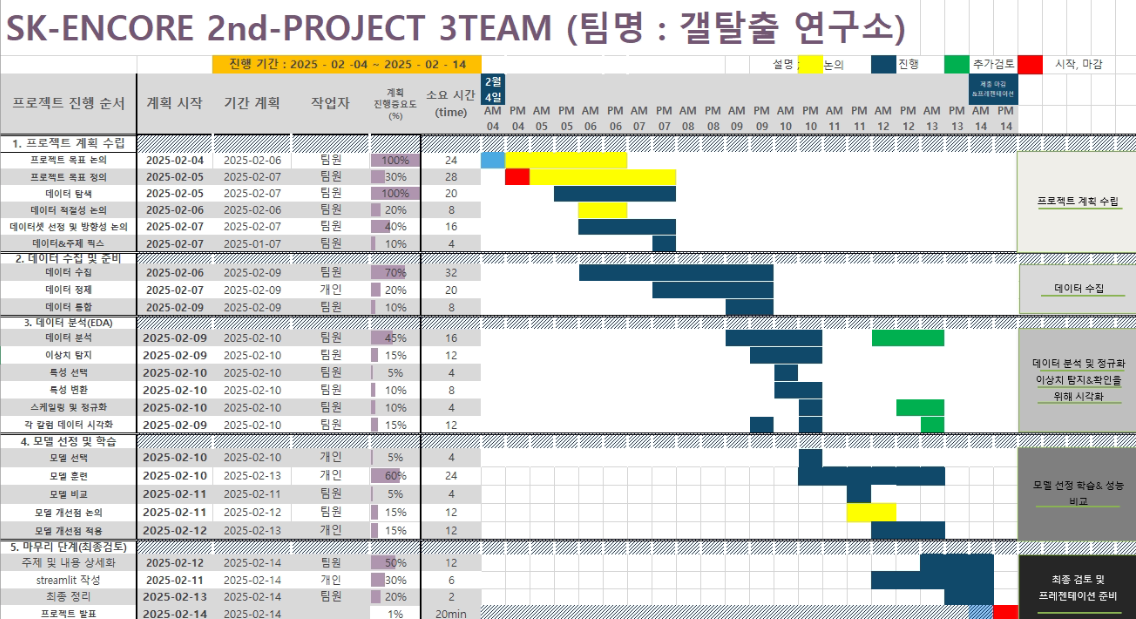 SK-ENCORE 2nd-PROJECT 3TEAM (팀명 : 갤탈출 연구소)
진행 기간 : 2025 - 02 -04 ~ 2025 - 02 - 14
설명 : 논의 진행 추가검토 시작, 마감
프로젝트 진행 순서 계획 시작 기간 계획 작업자 계획 진행중요도 (%) 소요 시간 (time) 2월 4일 제출 마감 &프레젠테이션
AM PM AM PM AM PM AM PM AM PM AM PM AM PM AM PM AM PM AM PM AM PM
04 04 05 05 06 06 07 07 08 08 09 09 10 10 11 11 12 12 13 13 14 14
1. 프로젝트 계획 수립
프로젝트 목표 논의 2025-02-04 2025-02-06 팀원 100% 24
프로젝트 목표 정의 2025-02-05 2025-02-07 팀원 30% 28
데이터 탐색 2025-02-05 2025-02-07 팀원 100% 20
데이터 적절성 논의 2025-02-06 2025-02-06 팀원 20% 8
데이터셋 선정 및 방향성 논의 2025-02-07 2025-02-07 팀원 40% 16
데이터&주제 픽스 2025-02-07 2025-01-07 팀원 10% 4
프로젝트 계획 수립
2. 데이터 수집 및 준비
데이터 수집 2025-02-06 2025-02-09 팀원 70% 32
데이터 정제 2025-02-07 2025-02-09 개인 20% 20
데이터 통합 2025-02-09 2025-02-09 팀원 10% 8
데이터 수집
3. 데이터 분석(EDA)
데이터 분석 2025-02-09 2025-02-10 팀원 45% 16
이상치 탐지 2025-02-09 2025-02-10 팀원 15% 12
특성 선택 2025-02-10 2025-02-10 팀원 5% 4
특성 변환 2025-02-10 2025-02-10 팀원 10% 8
스케일링 및 정규화 2025-02-10 2025-02-10 팀원 10% 4
각 칼럼 데이터 시각화 2025-02-09 2025-02-10 팀원 15% 12
데이터 분석 및 정규화
이상치 탐지&확인을
위해 시각화
4. 모델 선정 및 학습
모델 선택 2025-02-10 2025-02-10 개인 5% 4
모델 훈련 2025-02-10 2025-02-13 개인 60% 24
모델 비교 2025-02-11 2025-02-11 팀원 5% 4
모델 개선점 논의 2025-02-11 2025-02-12 팀원 15% 12
모델 개선점 적용 2025-02-12 2025-02-13 개인 15% 12
모델 선정 학습& 성능
비교
5. 마무리 단계(최종검토)
주제 및 내용 상세화 2025-02-12 2025-02-14 팀원 50% 12
streamlit 작성 2025-02-11 2025-02-14 개인 30% 6
최종 정리 2025-02-13 2025-02-14 팀원 20% 2
프로젝트 발표 2025-02-14 2025-02-14 1% 20min
최종 검토 및
프레젠테이션 준비